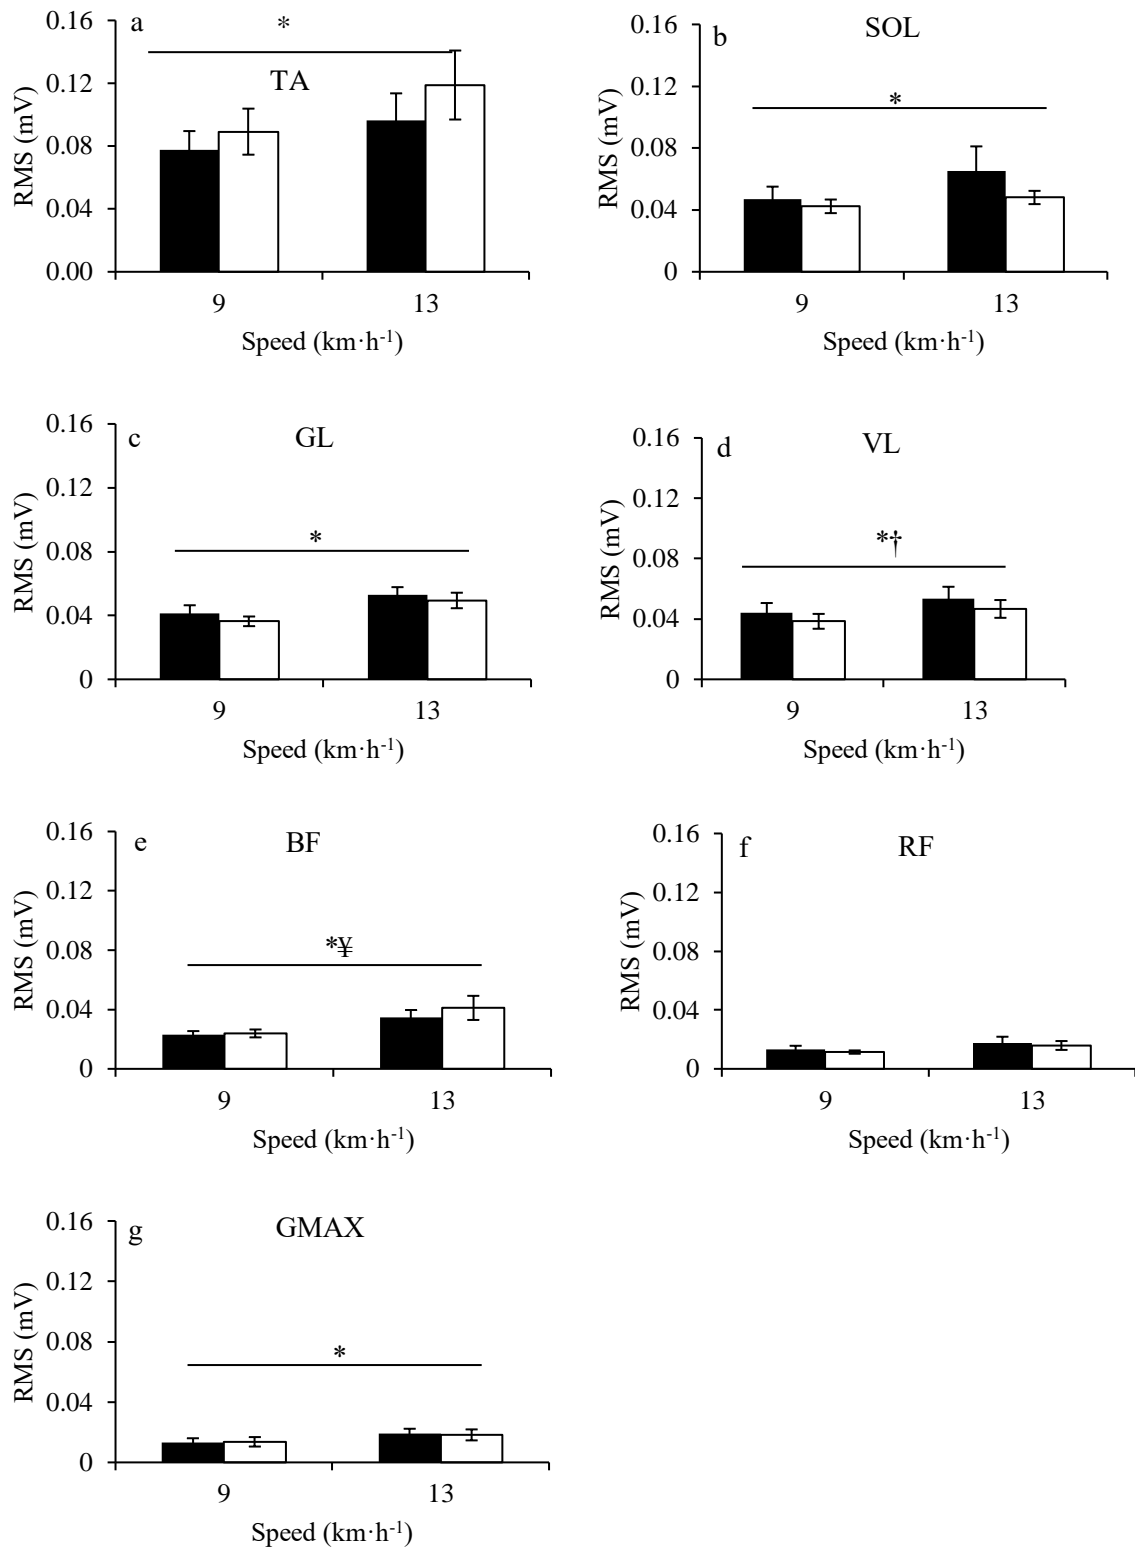 a
*
TA
0.16
0.12
0.08
0.04
0.00
RMS (mV)
9
13
Speed (km·h-1)
b
SOL
*
0.16
0.12
0.08
0.04
0
RMS (mV)
9
13
Speed (km·h-1)
c
GL
*
0.16
0.12
0.08
0.04
0
RMS (mV)
9
13
Speed (km·h-1)
d
VL
*†
0.16
0.12
0.08
0.04
0
RMS (mV)
9
13
Speed (km·h-1)
e
BF
*¥
0.16
0.12
0.08
0.04
0
RMS (mV)
9
13
Speed (km·h-1)
f
RF
0.16
0.12
0.08
0.04
0
RMS (mV)
9
13
Speed (km·h-1)
g
GMAX
*
0.16
0.12
0.08
0.04
0
RMS (mV)
9
13
Speed (km·h-1)